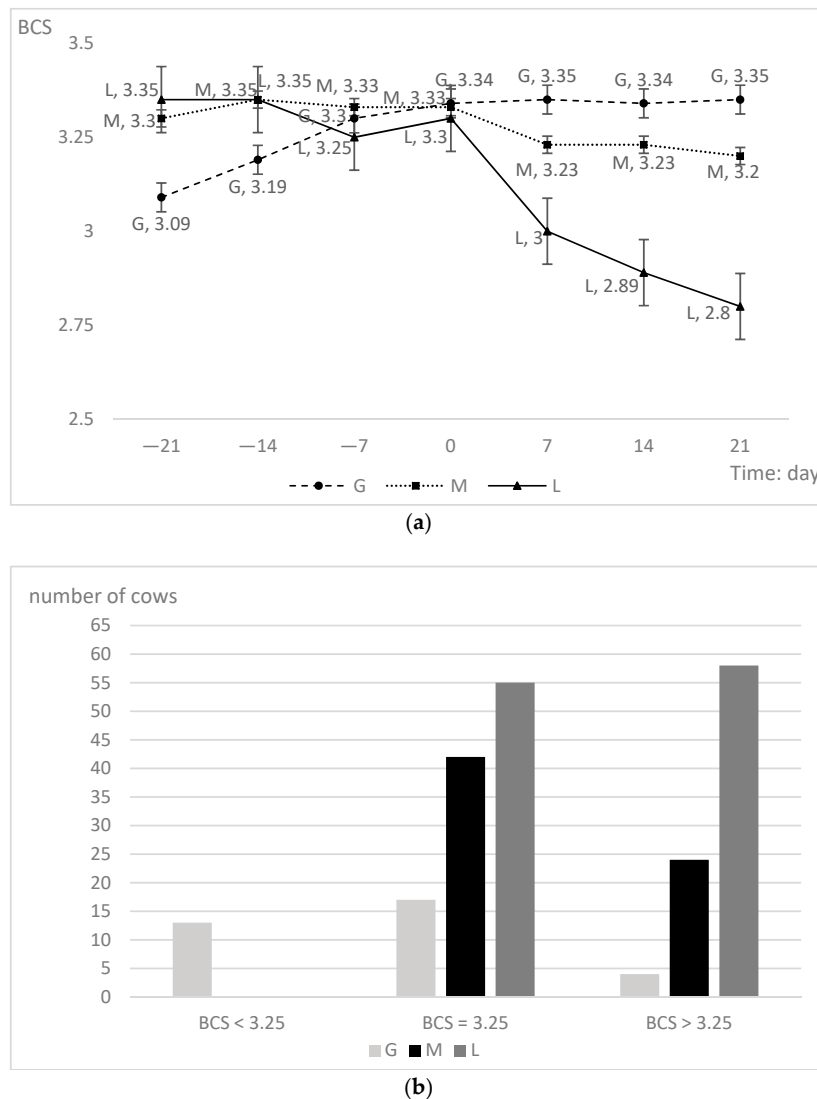 BCS
3.5
L, 3.35
M, 3.35
L, 3.35
M, 3.33
G, 3.34
G, 3.35
G, 3.34
G, 3.35
M, 3.3
G, 3.3
M, 3.33
3.25
L, 3.25
L, 3.3
M, 3.23
M, 3.23
M, 3.2
G, 3.09
G, 3.19
3
L, 3
L, 2.89
L, 2.8
2.75
2.5
—21 —14 —7 0 7 14 21
Time: day
G M L
(a)
number of cows
65
60
55
50
45
40
35
30
25
20
15
10
5
0
BCS < 3.25 BCS = 3.25 BCS > 3.25
G M L
(b)